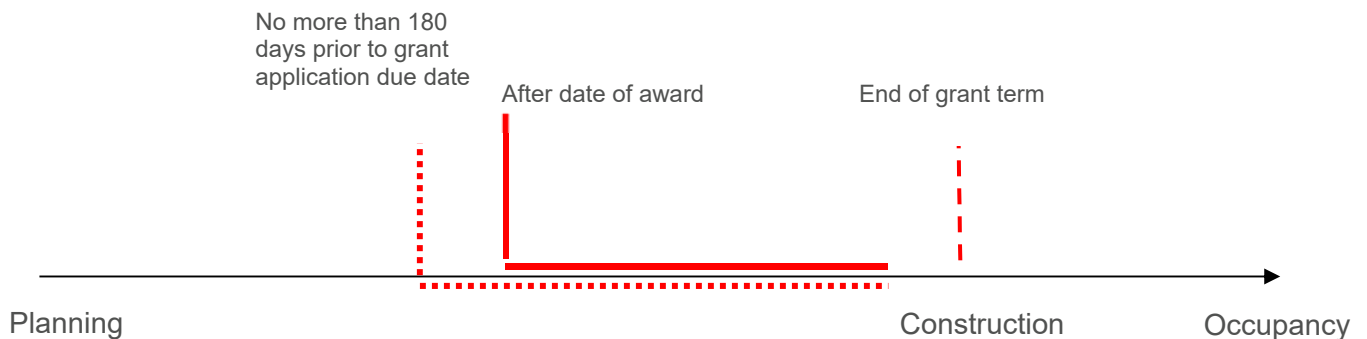 No more than 180
days prior to grant
application due date
After date of award
End of grant term
Planning
Construction
Occupancy